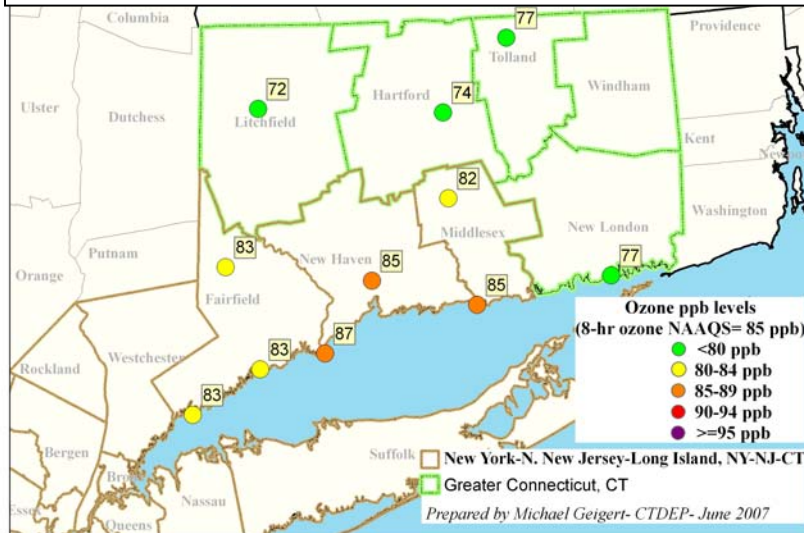 Columbia
77
Providence
Tolland
Ulster
Dutchess
72
Hartford
74
Windham
Litchfield
Kent
82
Washington
Putnam
83
New Haven
85
Middlesex
New London
77
Orange
Fairfield
85
Westchester
87
Rockland
83
83
Bergen
Suffolk
Essex
Nassau
Queens
Ozone ppb levels
(8-hr ozone NAAQS= 85 ppb)
<80 ppb
80-84 ppb
85-89 ppb
90-94 ppb
>=95 ppb
New York-N. New Jersey-Long Island, NY-NJ-CT
Greater Connecticut, CT
Prepared by Michael Geigert- CTDEP- June 2007